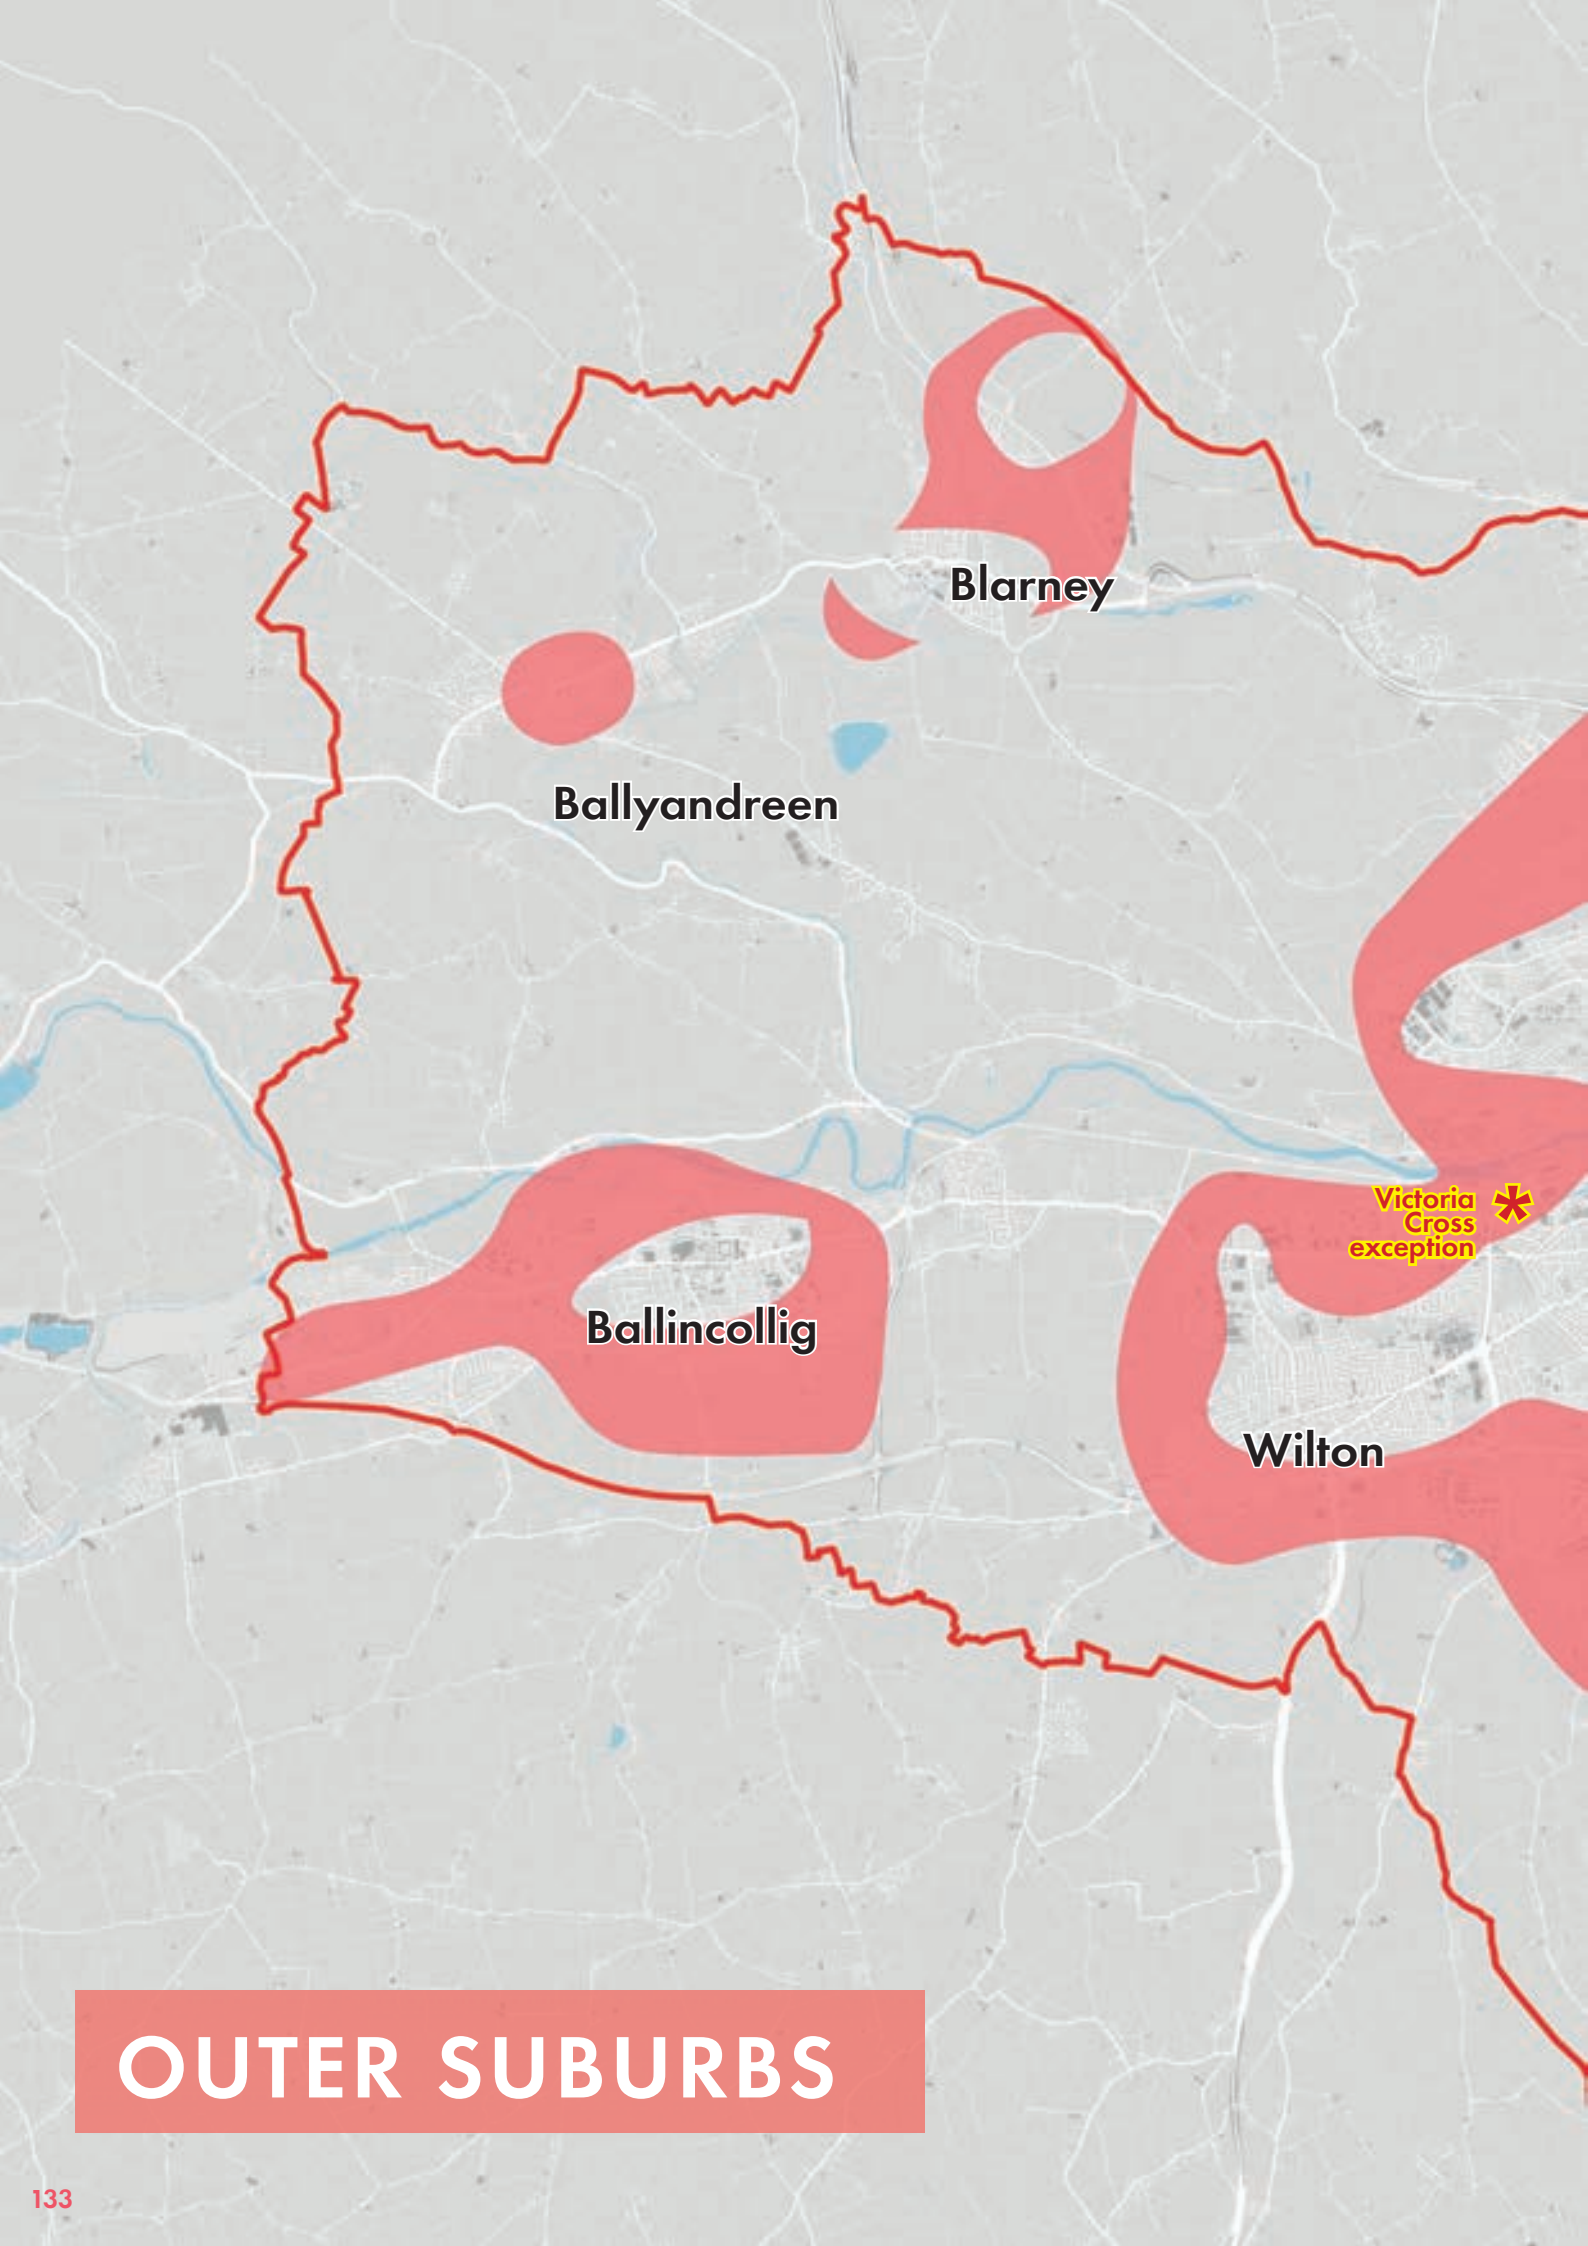 Blarney
Ballyandreen
Victoria
Cross
exception
Ballincollig
Wilton
OUTER SUBURBS
133